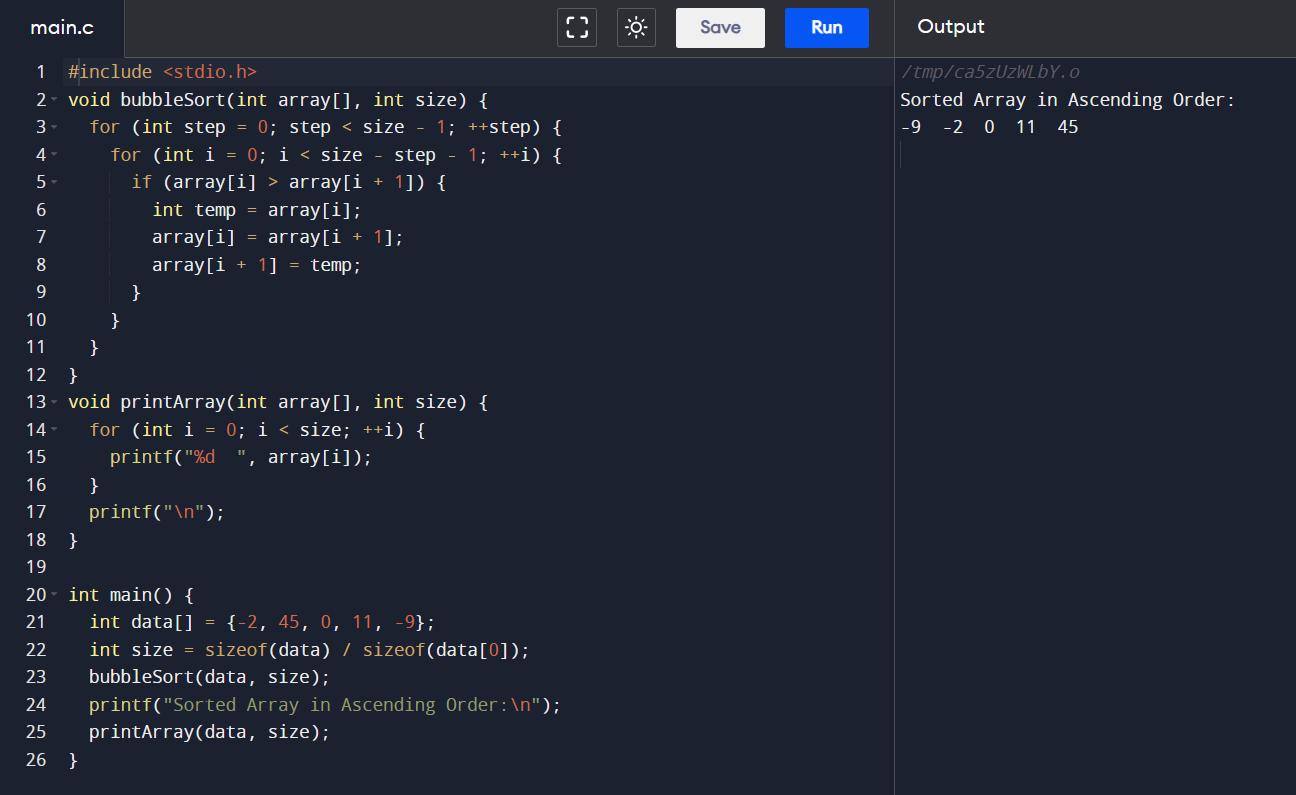 main.c
Save
Run
Output
1 #include <stdio.h>
2 void bubbleSort(int array[], int size) {
3   for (int step = 0; step < size - 1; ++step) {
4     for (int i = 0; i < size - step - 1; ++i) {
5       if (array[i] > array[i + 1]) {
6         int temp = array[i];
7         array[i] = array[i + 1];
8         array[i + 1] = temp;
9       }
10     }
11   }
12 }
13 void printArray(int array[], int size) {
14   for (int i = 0; i < size; ++i) {
15     printf("%d  ", array[i]);
16   }
17   printf("\n");
18 }
19
20 int main() {
21   int data[] = {-2, 45, 0, 11, -9};
22   int size = sizeof(data) / sizeof(data[0]);
23   bubbleSort(data, size);
24   printf("Sorted Array in Ascending Order:\n");
25   printArray(data, size);
26 }
/tmp/ca5zUzWLbY.o
Sorted Array in Ascending Order:
-9  -2  0  11  45